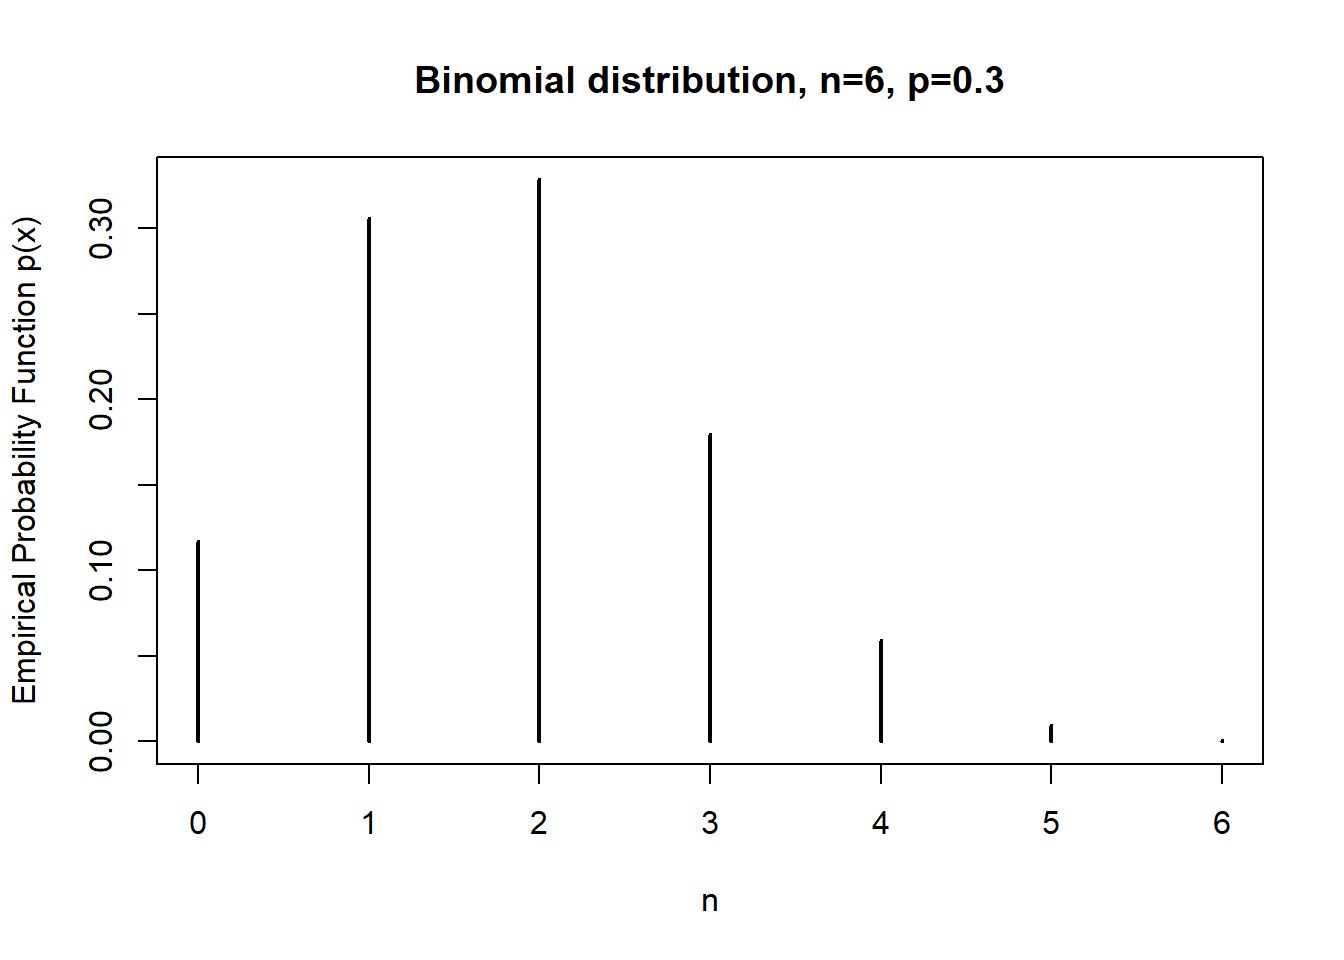 Binomial distribution, n=6, p=0.3
Empirical Probability Function p(x)
0.30
0.20
0.10
0.00
0 1 2 3 4 5 6
n